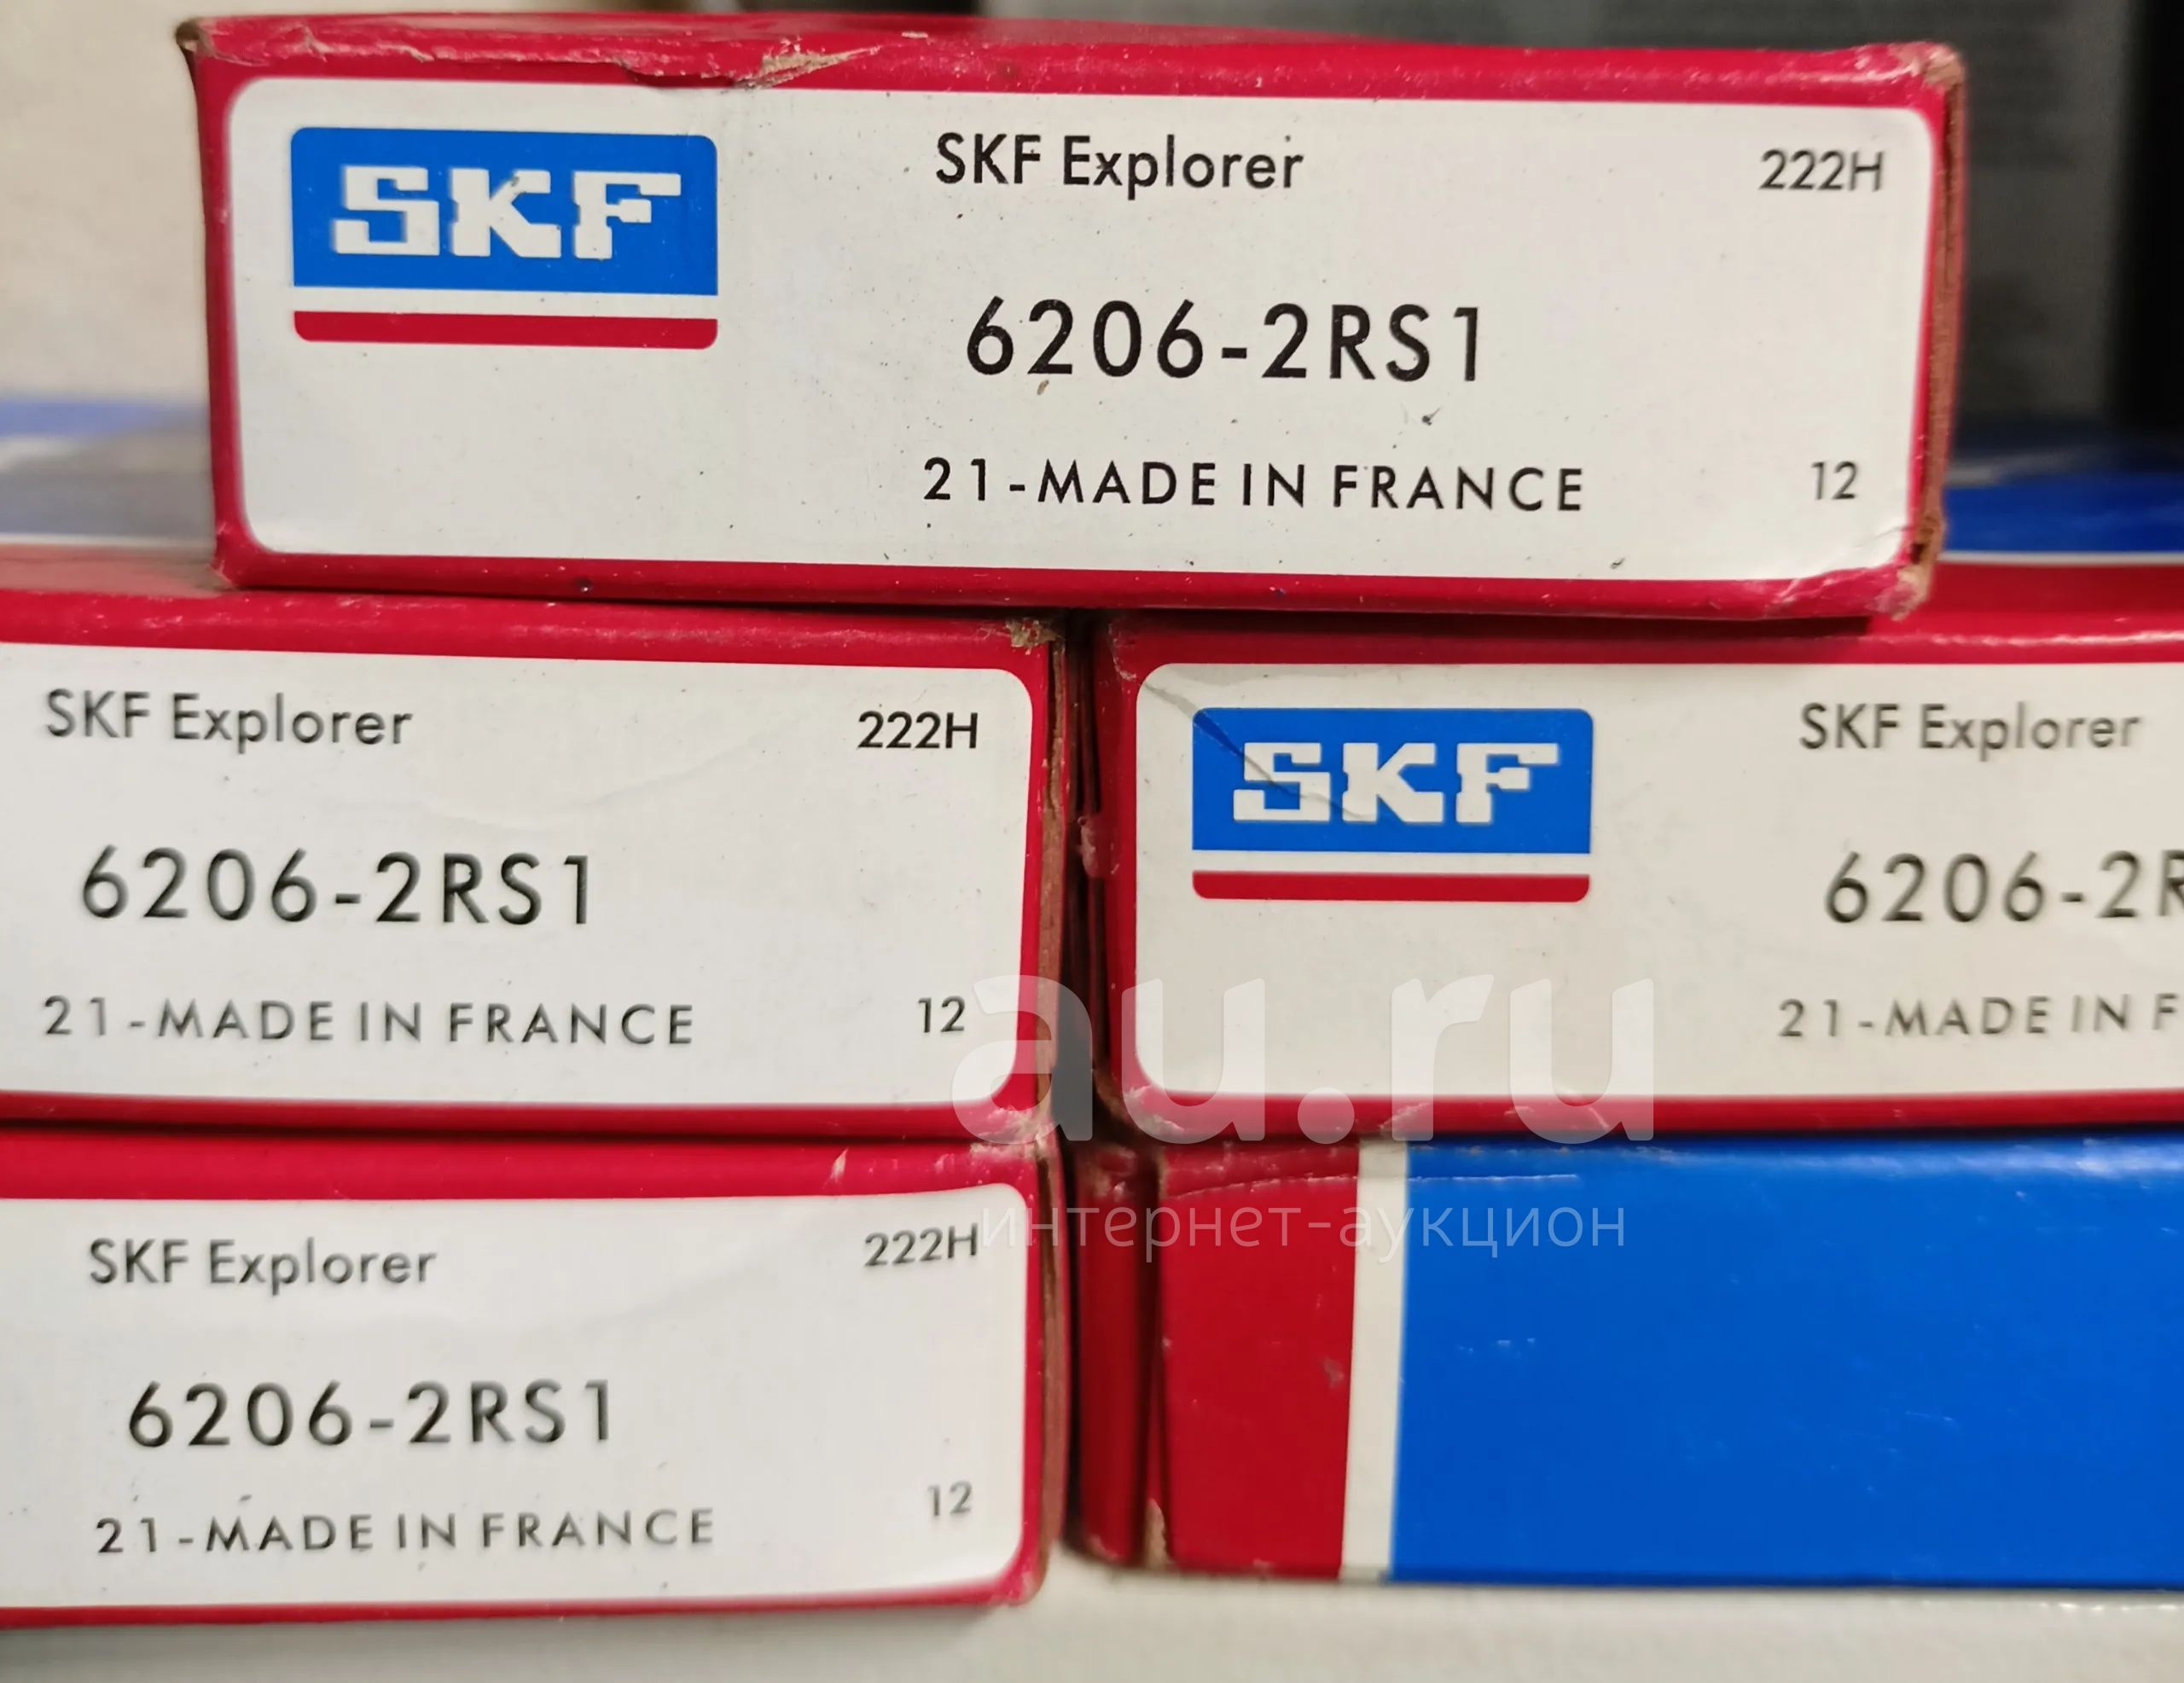 SKF
SKF Explorer
222H
6206-2RS1
21-MADE IN FRANCE
12
SKF Explorer
222H
6206-2RS1
21-MADE IN FRANCE
12
SKF
SKF Explorer
6206-2R
21-MADE IN F
SKF Explorer
222H
6206-2RS1
21-MADE IN FRANCE
12
au.ru
интернет-аукцион